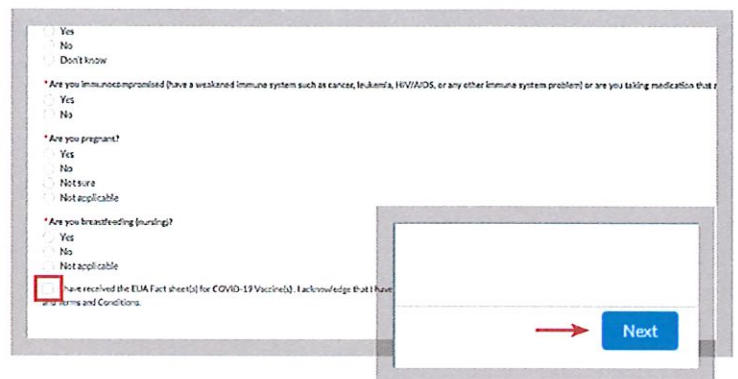 Yes
No
Don't know
*Are you immunocompromised (have a weakened immune system such as cancer, leukemia, HIV/AIDS, or any other immune system problem) or are you taking medication that
Yes
No
*Are you pregnant?
Yes
No
Not sure
Not applicable
*Are you breastfeeding (nursing)?
Yes
No
Not applicable
have received the EUA Fact sheet(s) for COVID-19 Vaccine(s). I acknowledge that I have
and Terms and Conditions.
Next